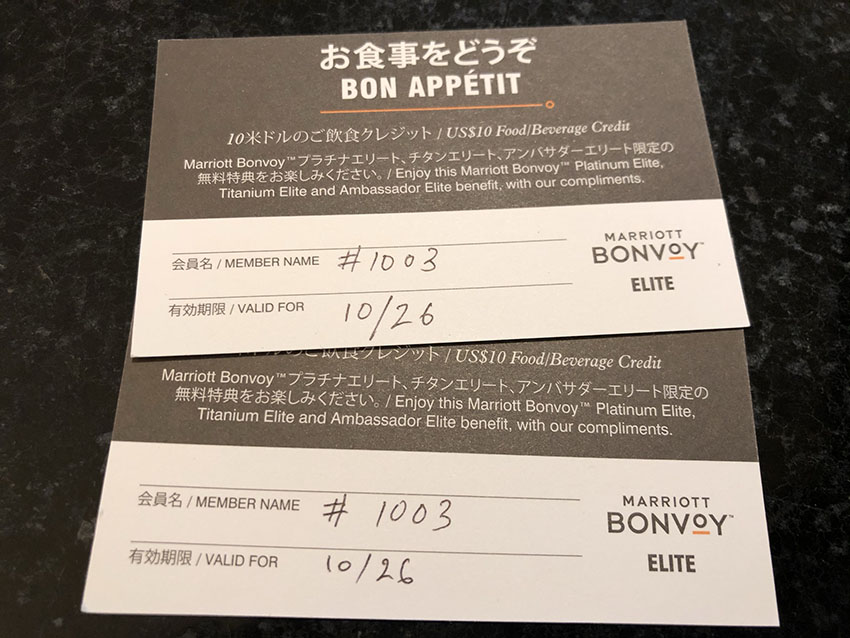 お食事をどうぞ
BON APPÉTIT
10米ドルのご飲食クレジット / US$10 Food/Beverage Credit
Marriott Bonvoy™プラチナエリート、チタンエリート、アンバサダーエリート限定の
無料特典をお楽しみください。/ Enjoy this Marriott Bonvoy™ Platinum Elite,
Titanium Elite and Ambassador Elite benefit, with our compliments.
会員名 / MEMBER NAME #1003
有効期限 / VALID FOR 10/26
MARRIOTT
BONVOY™
ELITE
ドルのご飲食クレジット / US$10 Food/Beverage Credit
Marriott Bonvoy™プラチナエリート、チタンエリート、アンバサダーエリート限定の
無料特典をお楽しみください。/ Enjoy this Marriott Bonvoy™ Platinum Elite,
Titanium Elite and Ambassador Elite benefit, with our compliments.
会員名 / MEMBER NAME # 1003
有効期限 / VALID FOR 10/26
MARRIOTT
BONVOY™
ELITE